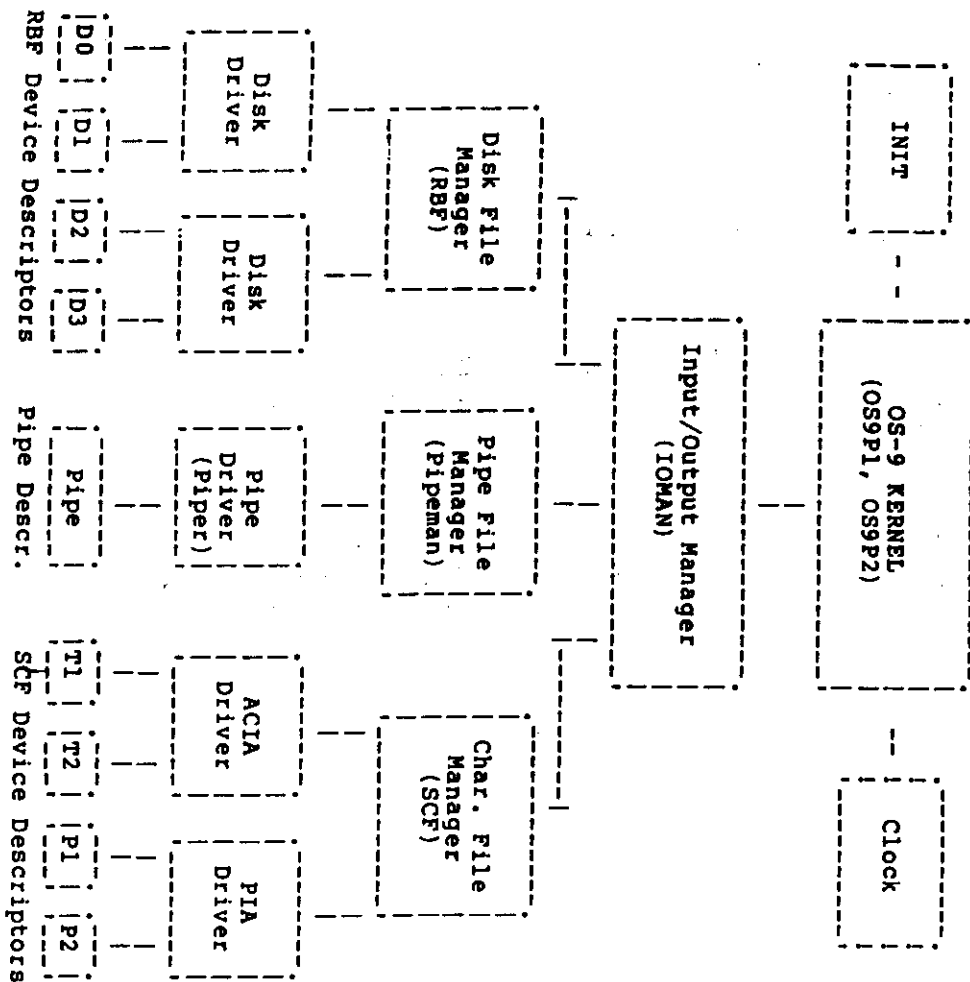 INIT
OS-9 KERNEL
(OS9P1, OS9P2)
Clock
Input/Output Manager
(IOMAN)
Disk File
Manager
(RBF)
Pipe File
Manager
(Pipeman)
Char. File
Manager
(SCF)
Disk
Driver
Disk
Driver
Pipe
Driver
(Piper)
ACIA
Driver
PIA
Driver
D0
D1
D2
D3
Pipe
T1
T2
P1
P2
RBF Device Descriptors
Pipe Descr.
SCF Device Descriptors